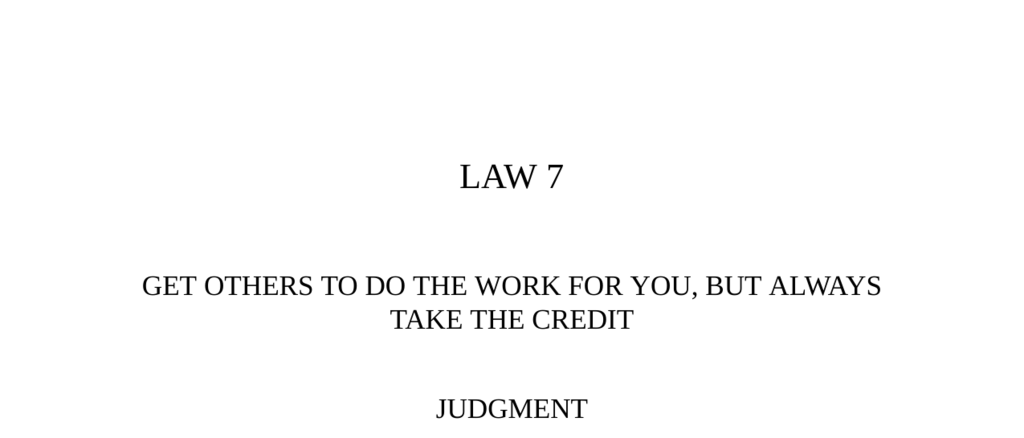 LAW 7
GET OTHERS TO DO THE WORK FOR YOU, BUT ALWAYS
TAKE THE CREDIT
JUDGMENT